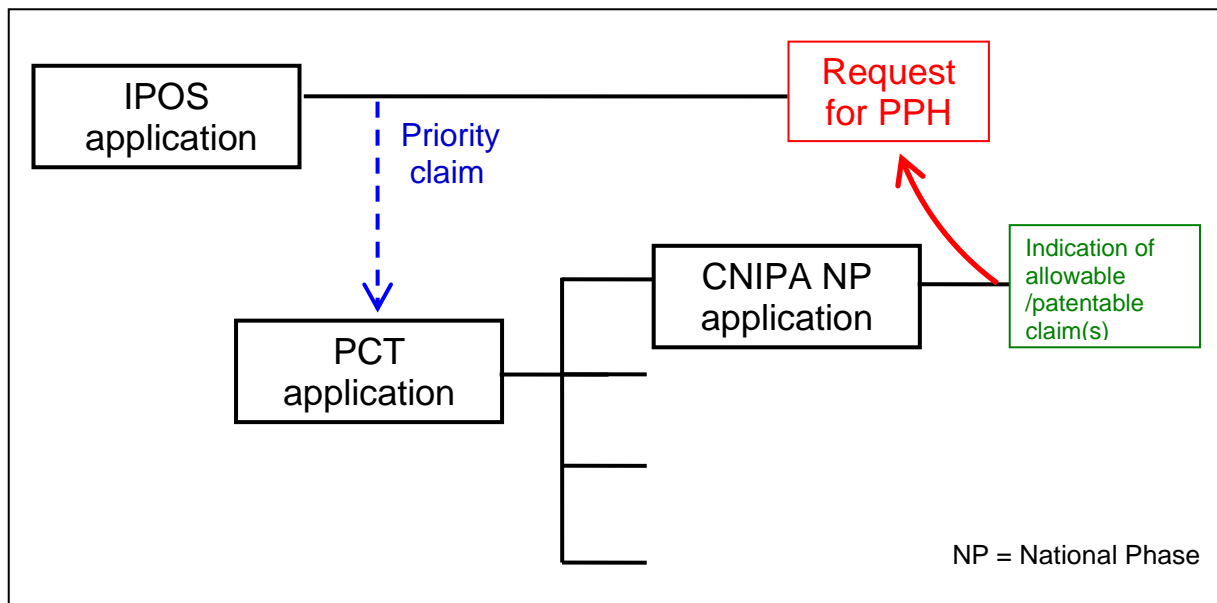 IPOS
application
Priority
claim
Request
for PPH
PCT
application
CNIPA NP
application
Indication of
allowable
/patentable
claim(s)
NP = National Phase